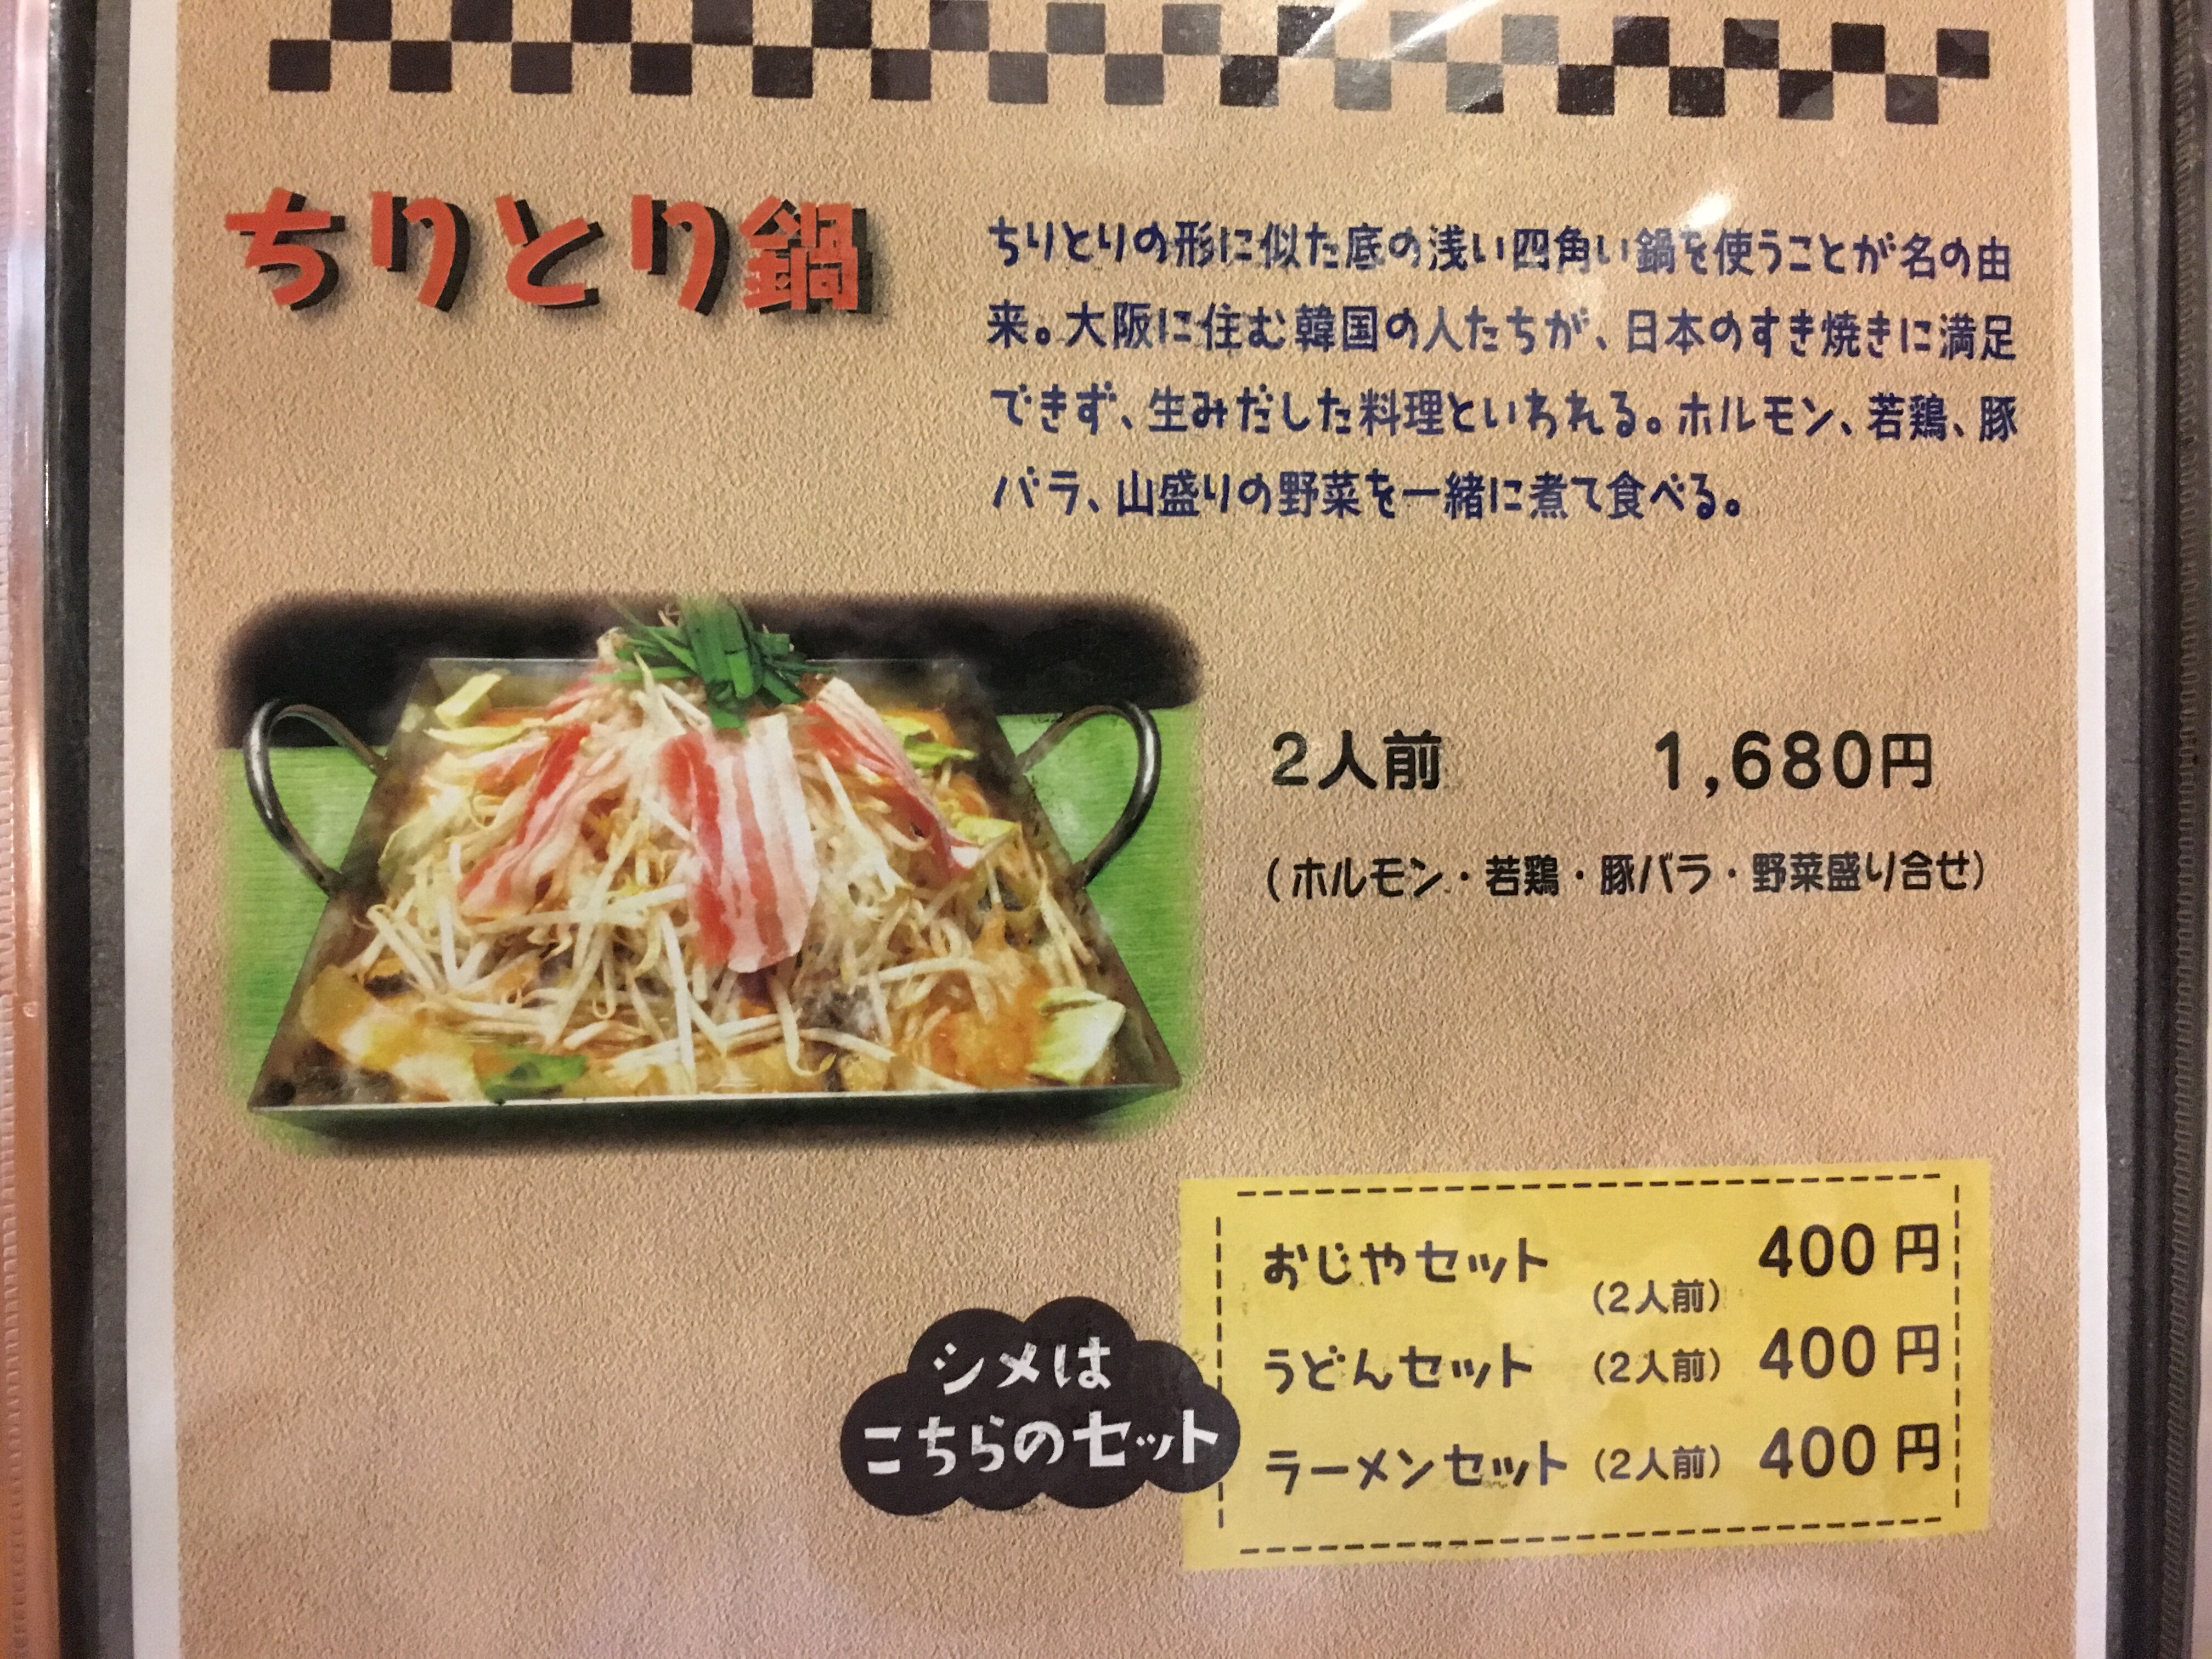 ちりとり鍋
ちりとりの形に似た底の浅い四角い鍋を使うことが名の由
来。大阪に住む韓国の人たちが、日本のすき焼きに満足
できず、生みだした料理といわれる。ホルモン、若鶏、豚
バラ、山盛りの野菜を一緒に煮て食べる。
2人前 1,680円
(ホルモン・若鶏・豚バラ・野菜盛り合せ)
シメは
こちらのセット
おじやセット (2人前) 400円
うどんセット (2人前) 400円
ラーメンセット (2人前) 400円